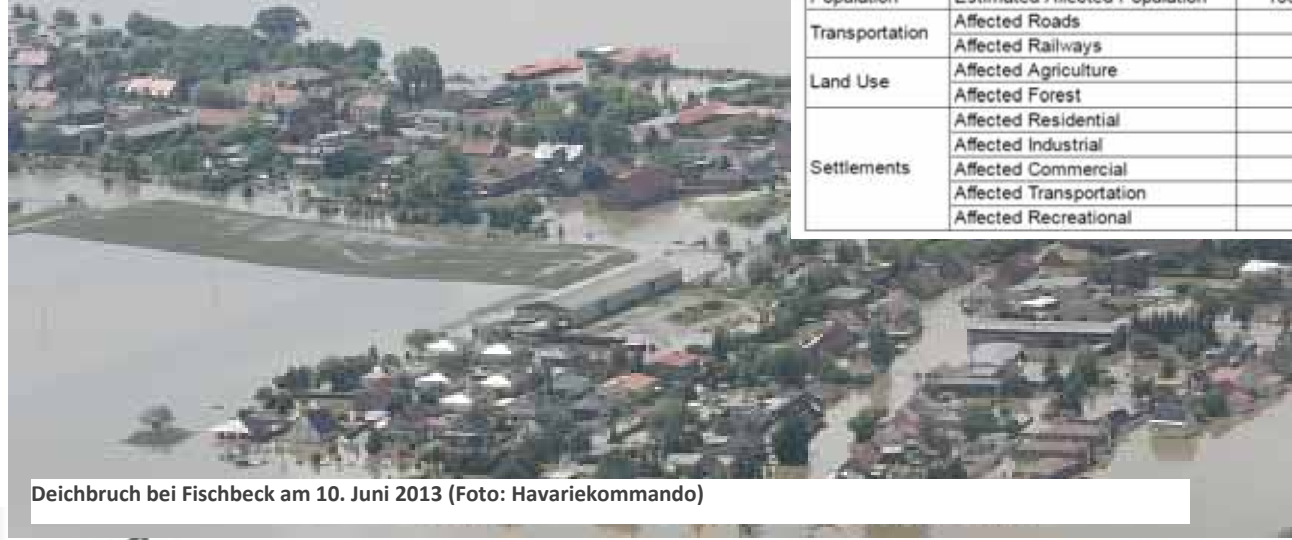 Population Estimated Affected Population
Transportation
Affected Roads
Affected Railways
Land Use
Affected Agriculture
Affected Forest
Settlements
Affected Residential
Affected Industrial
Affected Commercial
Affected Transportation
Affected Recreational
Deichbruch bei Fischbeck am 10. Juni 2013 (Foto: Havariekommando)